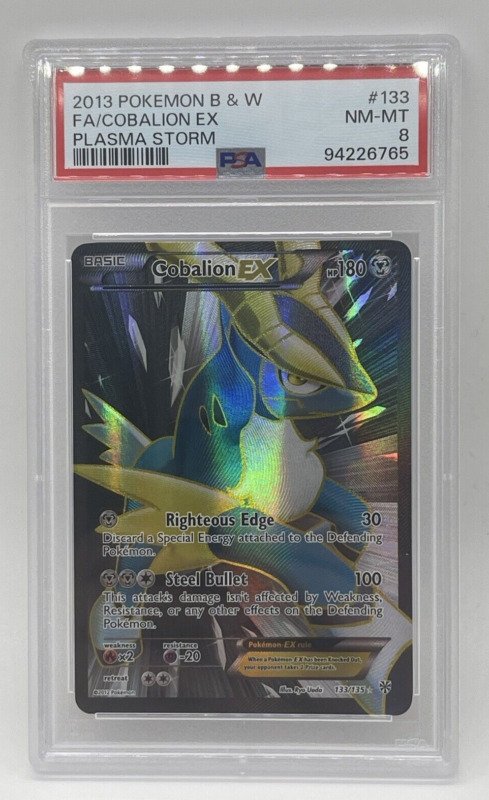 2013 POKEMON B & W #133
FA/COBALION EX NM-MT
PLASMA STORM 8
PSA 94226765
BASIC Cobalion EX HP180
Righteous Edge 30
Discard a Special Energy attached to the Defending
Pokémon.
Steel Bullet 100
This attack's damage isn't affected by Weakness,
Resistance, or any other effects on the Defending
Pokémon.
weakness resistance
×2 -20
retreat
Pokémon EX rule
When a Pokémon-EX has been Knocked Out,
your opponent takes 2 Prize cards.
©2013 Pokémon Illus. Ryo Ueda 133/135